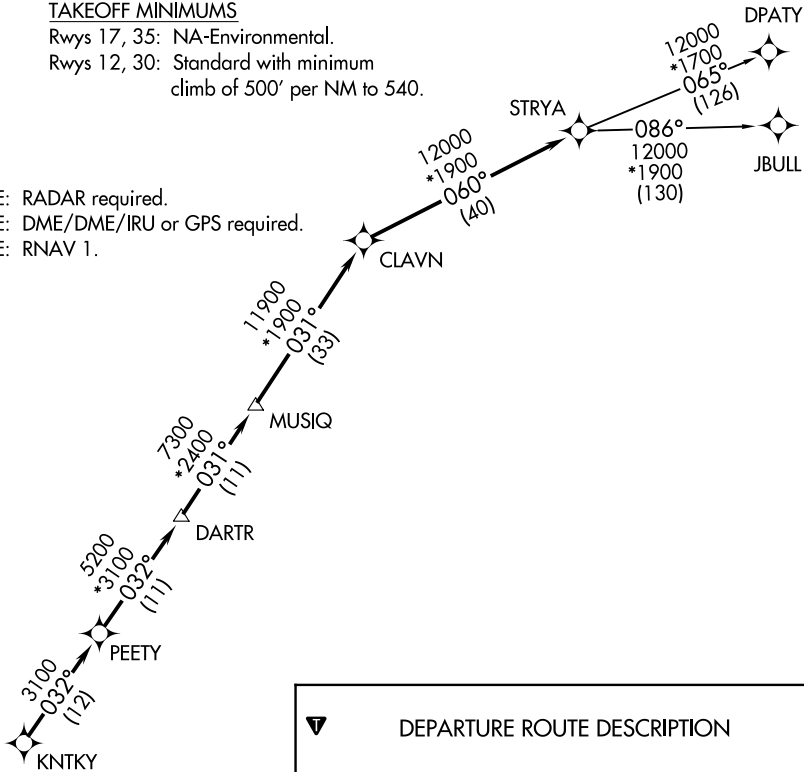 TAKEOFF MINIMUMS
Rwys 17, 35: NA-Environmental.
Rwys 12, 30: Standard with minimum
climb of 500' per NM to 540.
E: RADAR required.
E: DME/DME/IRU or GPS required.
E: RNAV 1.
DPATY
12000
*1700
065°
(126)
STRYA
086°
12000
*1900
(130)
JBULL
12000
*1900
060°
(40)
CLAVN
11900
*1900
031°
(33)
MUSIQ
7300
*2400
031°
(11)
DARTR
5200
*3100
032°
(11)
PEETY
3100
032°
(12)
KNTKY
T
DEPARTURE ROUTE DESCRIPTION